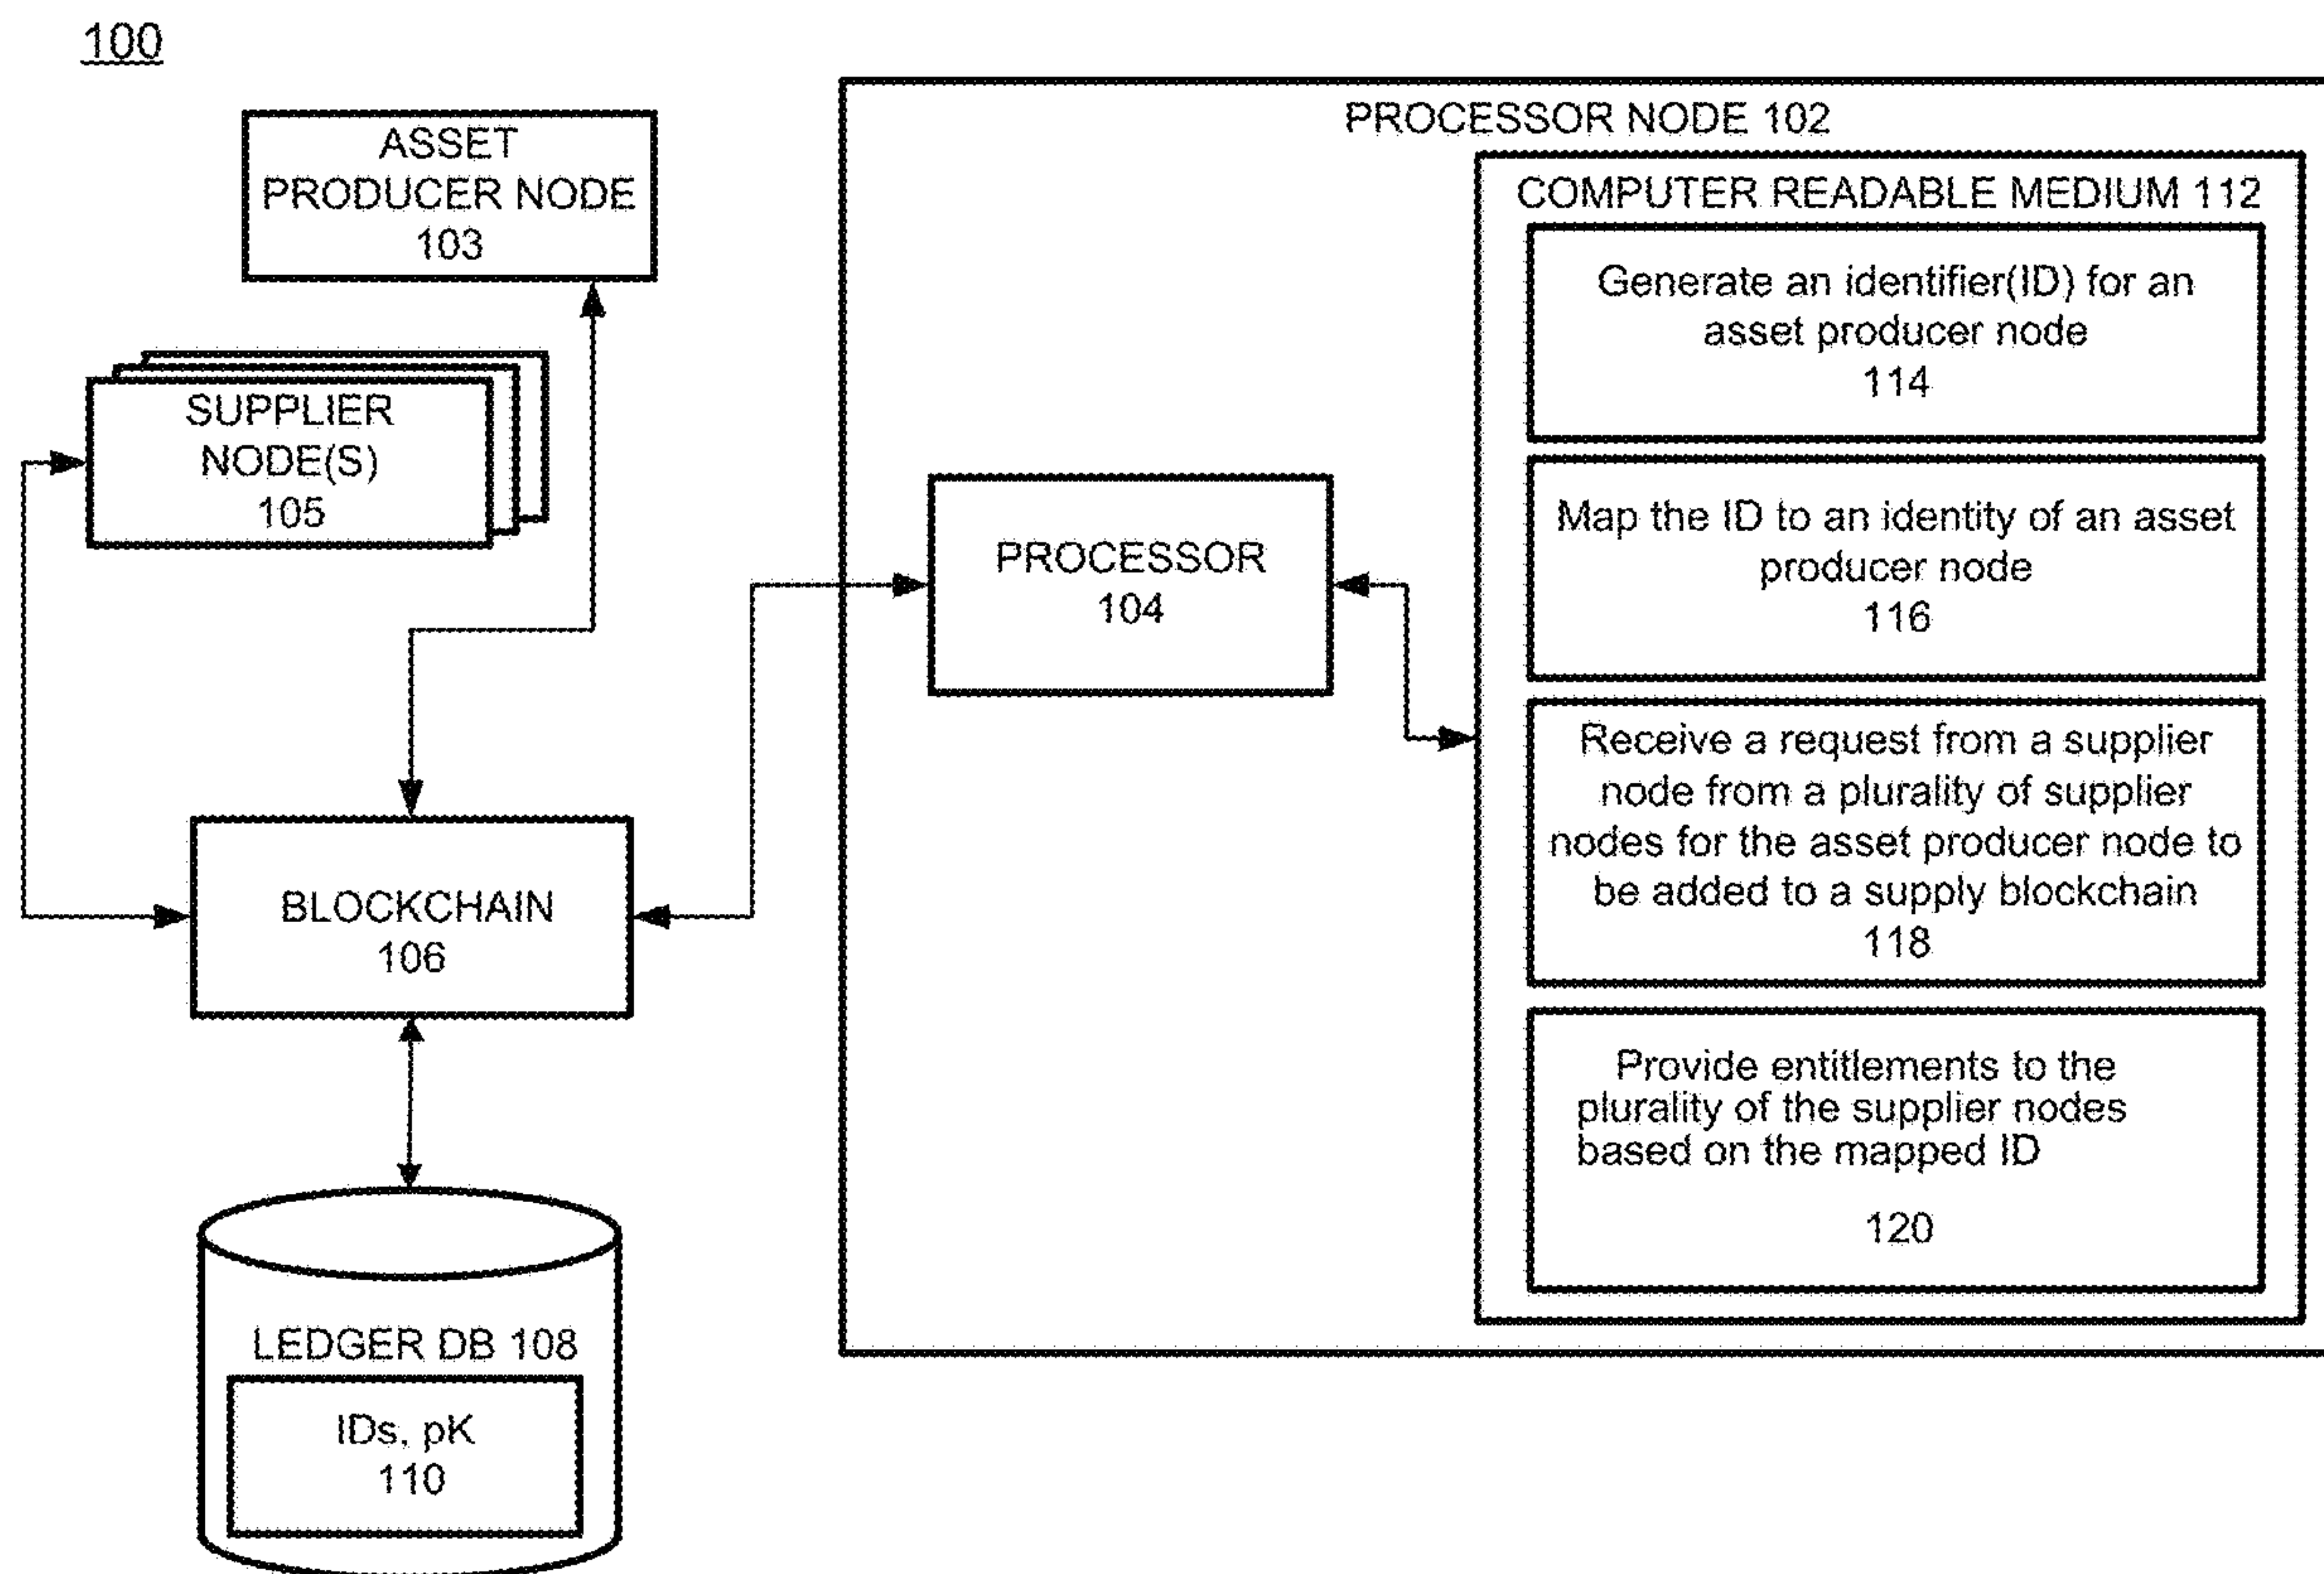 100
ASSET
PRODUCER NODE
103
SUPPLIER
NODE(S)
105
BLOCKCHAIN
106
LEDGER DB 108
IDs, pK
110
PROCESSOR NODE 102
PROCESSOR
104
COMPUTER READABLE MEDIUM 112
Generate an identifier(ID) for an
asset producer node
114
Map the ID to an identity of an asset
producer node
116
Receive a request from a supplier
node from a plurality of supplier
nodes for the asset producer node to
be added to a supply blockchain
118
Provide entitlements to the
plurality of the supplier nodes
based on the mapped ID
120